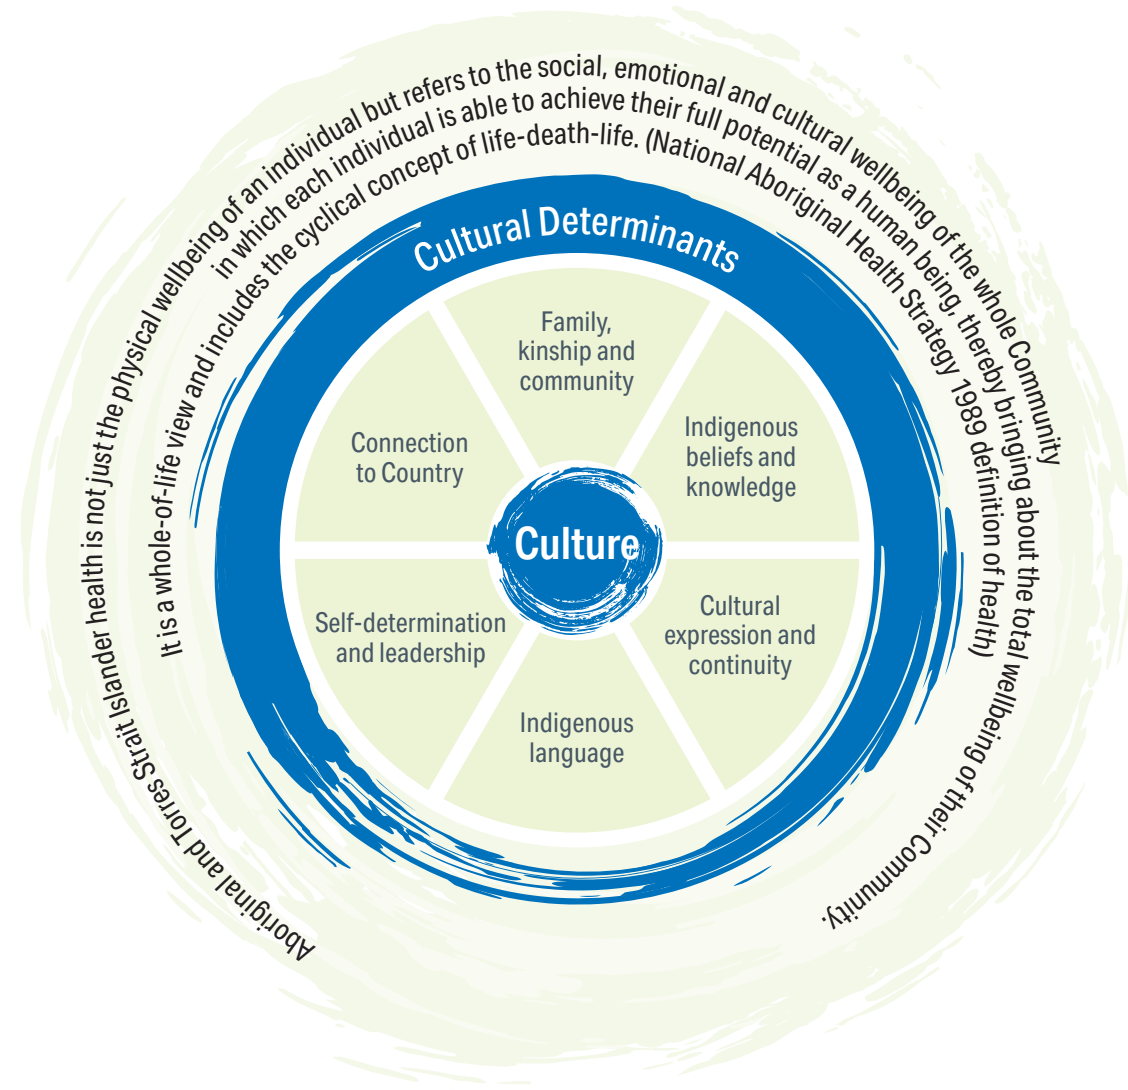 Aboriginal and Torres Strait Islander health is not just the physical wellbeing of an individual but refers to the social, emotional and cultural wellbeing of the whole Community
in which each individual is able to achieve their full potential as a human being, thereby bringing about the total wellbeing of their Community.
It is a whole-of-life view and includes the cyclical concept of life-death-life. (National Aboriginal Health Strategy 1989 definition of health)
Cultural Determinants
Family,
kinship and
community
Indigenous
beliefs and
knowledge
Cultural
expression and
continuity
Indigenous
language
Self-determination
and leadership
Connection
to Country
Culture